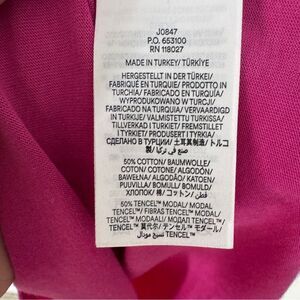 J0847
P.O. 653100
RN 118027
MADE IN TURKEY/ TÜRKIYE
HERGESTELLT IN DER TÜRKEI/
FABRIQUÉ EN TURQUIE/ PRODOTTO IN
TURCHIA/ FABRICADO EN TURQUÍA/
WYPRODUKOWANO W TURCJI/
FABRICADO NA TURQUIA/ VERVAARDIGD
IN TURKIJE/ VALMISTETTU TURKISSA/
TILLVERKAD I TURKIET/ FREMSTILLET
I TYRKIET/ PRODUSERT I TYRKIA/
СДЕЛАНО В ТУРЦИИ/ 土耳其制造/ トルコ
製/ صنع في تركيا
50% COTTON/ BAUMWOLLE/
COTON/ COTONE/ ALGODÓN/
BAWEŁNA/ ALGODÃO/ KATOEN/
PUUVILLA/ BOMULL/ BOMULD/
ХЛОПОК/ 棉/ コットン/ قطن
50% TENCEL™ MODAL/ MODAL
TENCEL™/ FIBRAS TENCEL™ MODAL/
TENCEL™ MODAALI/ МОДАЛ TENCEL™/
TENCEL™ 莫代尔/ テンセル™ モダール/
TENCEL™ نسيج مودال